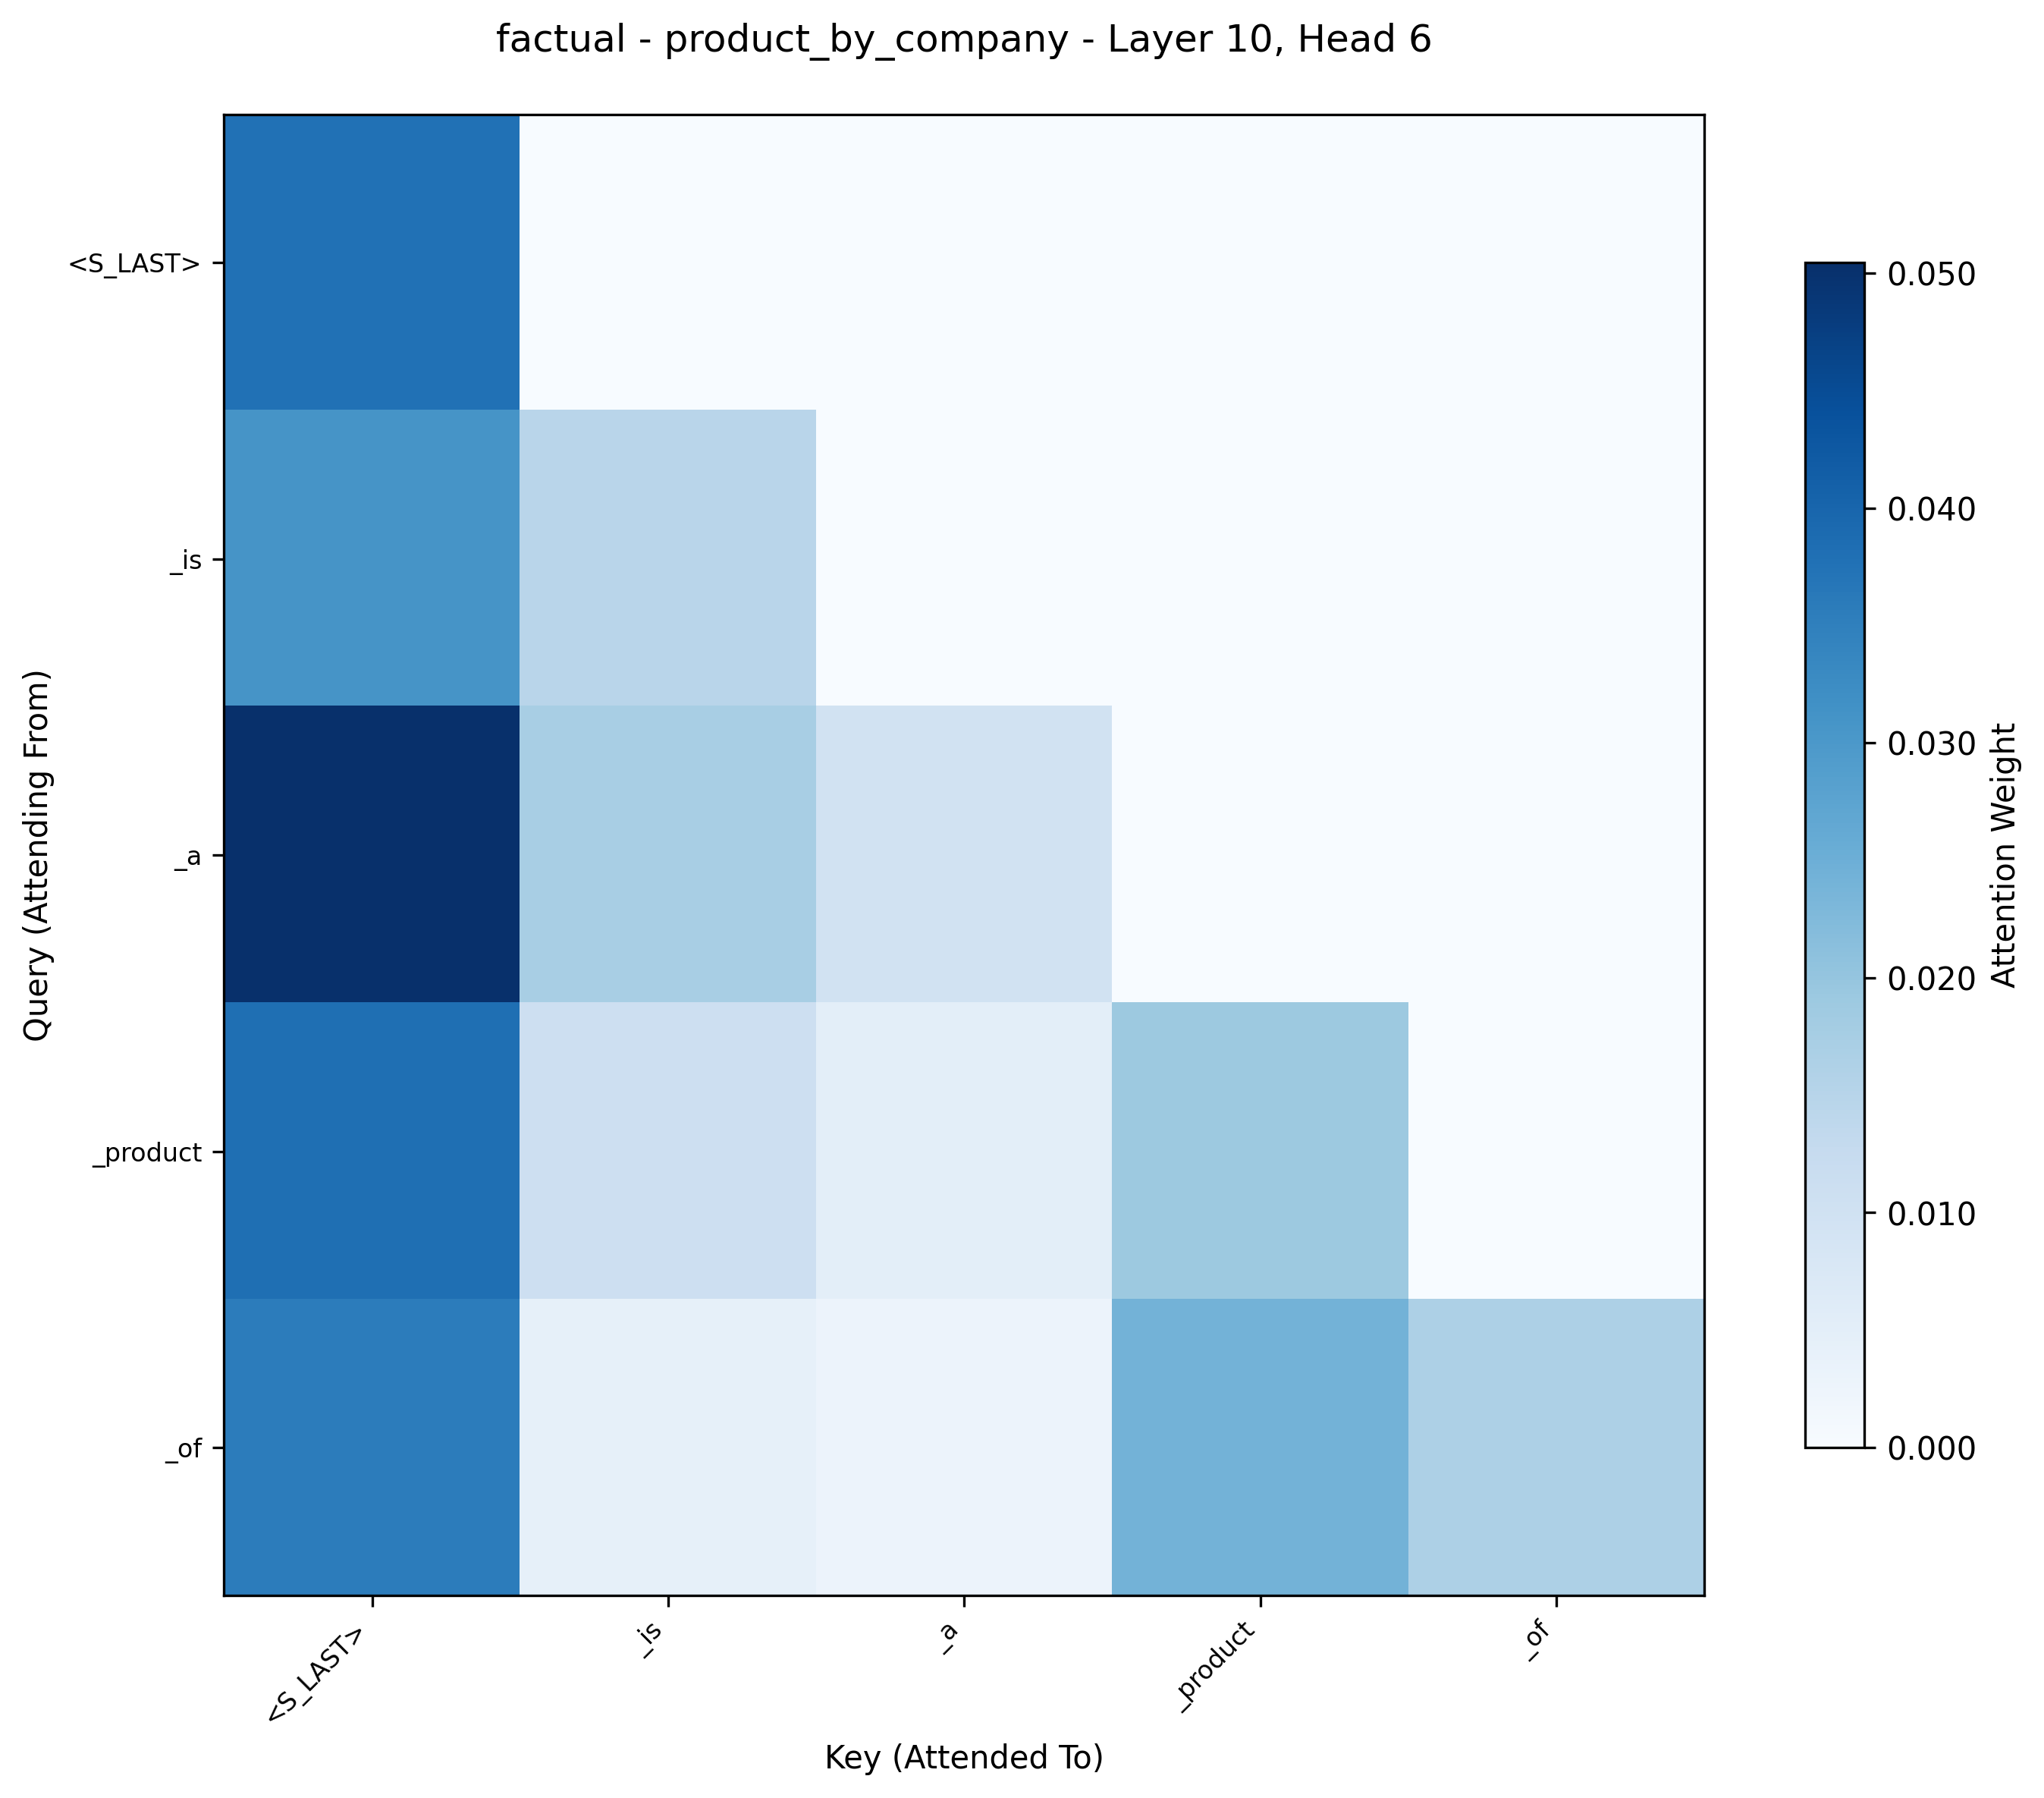 factual - product_by_company - Layer 10, Head 6
Query (Attending From)
<S_LAST>
_is
_a
_product
_of
<S_LAST>
_is
_a
_product
_of
Key (Attended To)
0.050
0.040
0.030
0.020
0.010
0.000
Attention Weight